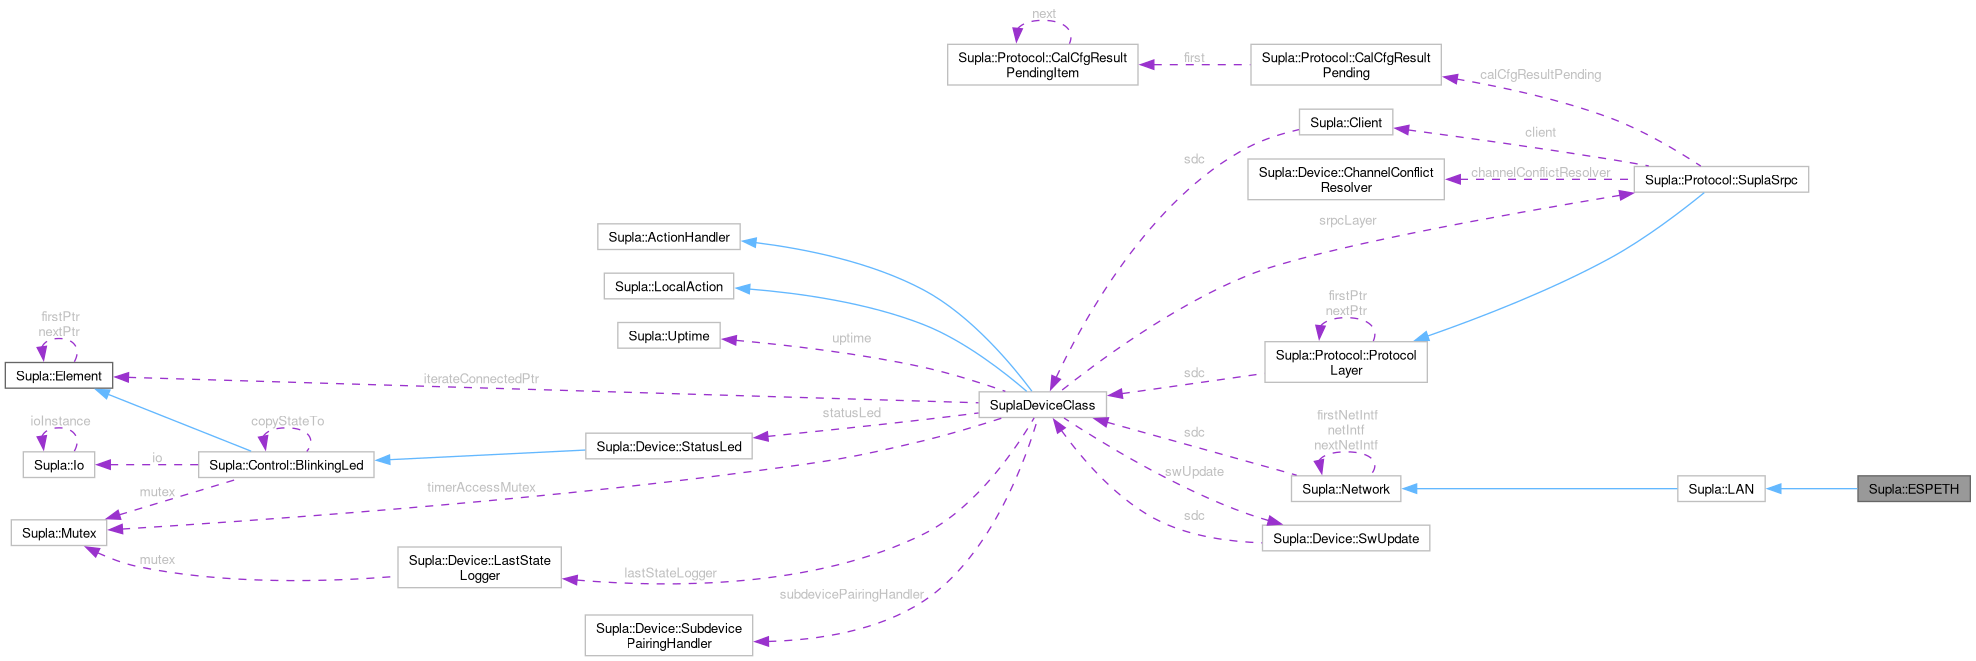 next
Supla::Protocol::CalCfgResult
PendingItem
first
Supla::Protocol::CalCfgResult
Pending
calCfgResultPending
Supla::Client
client
sdc
Supla::Device::ChannelConflict
Resolver
channelConflictResolver
Supla::Protocol::SuplaSrpc
srpcLayer
Supla::ActionHandler
Supla::LocalAction
firstPtr
nextPtr
Supla::Uptime
uptime
firstPtr
nextPtr
Supla::Protocol::Protocol
Layer
Supla::Element
iterateConnectedPtr
sdc
SuplaDeviceClass
ioInstance
copyStateTo
statusLed
firstNetIntf
netIntf
nextNetIntf
sdc
Supla::Device::StatusLed
Supla::Io
io
Supla::Control::BlinkingLed
swUpdate
mutex
timerAccessMutex
Supla::Network
Supla::LAN
Supla::ESPETH
sdc
Supla::Mutex
Supla::Device::SwUpdate
mutex
Supla::Device::LastState
Logger
lastStateLogger
subdevicePairingHandler
Supla::Device::Subdevice
PairingHandler